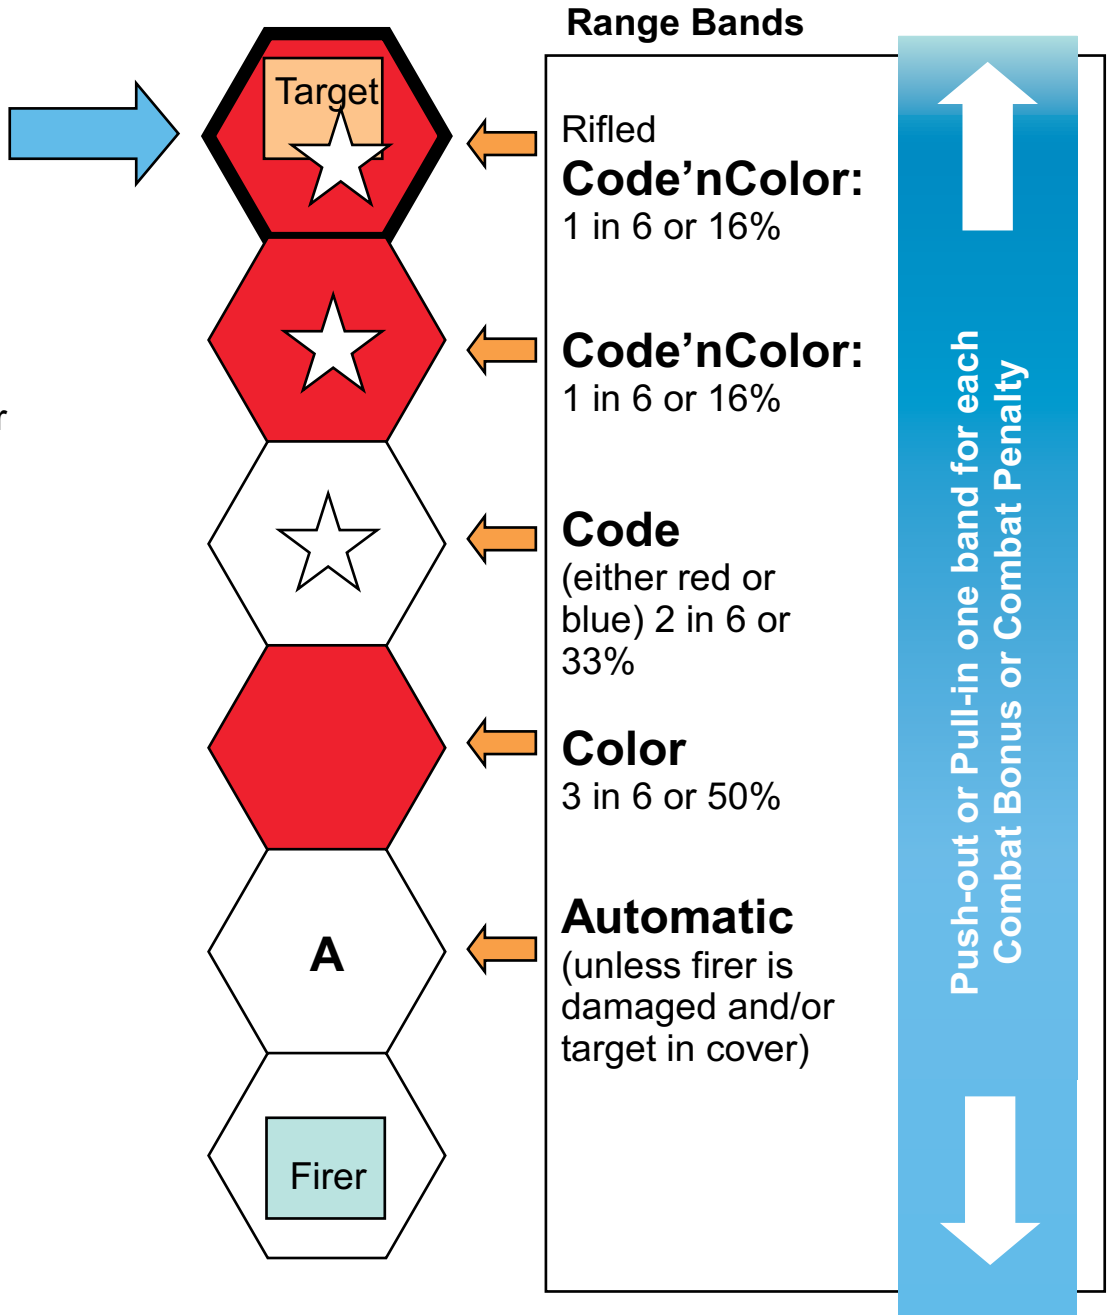 Range Bands
Target
Rifled
Code’nColor:
1 in 6 or 16%
Code’nColor:
1 in 6 or 16%
r
Code
(either red or
blue) 2 in 6 or
33%
Color
3 in 6 or 50%
A
Automatic
(unless firer is
damaged and/or
target in cover)
Firer
Push-out or Pull-in one band for each
Combat Bonus or Combat Penalty